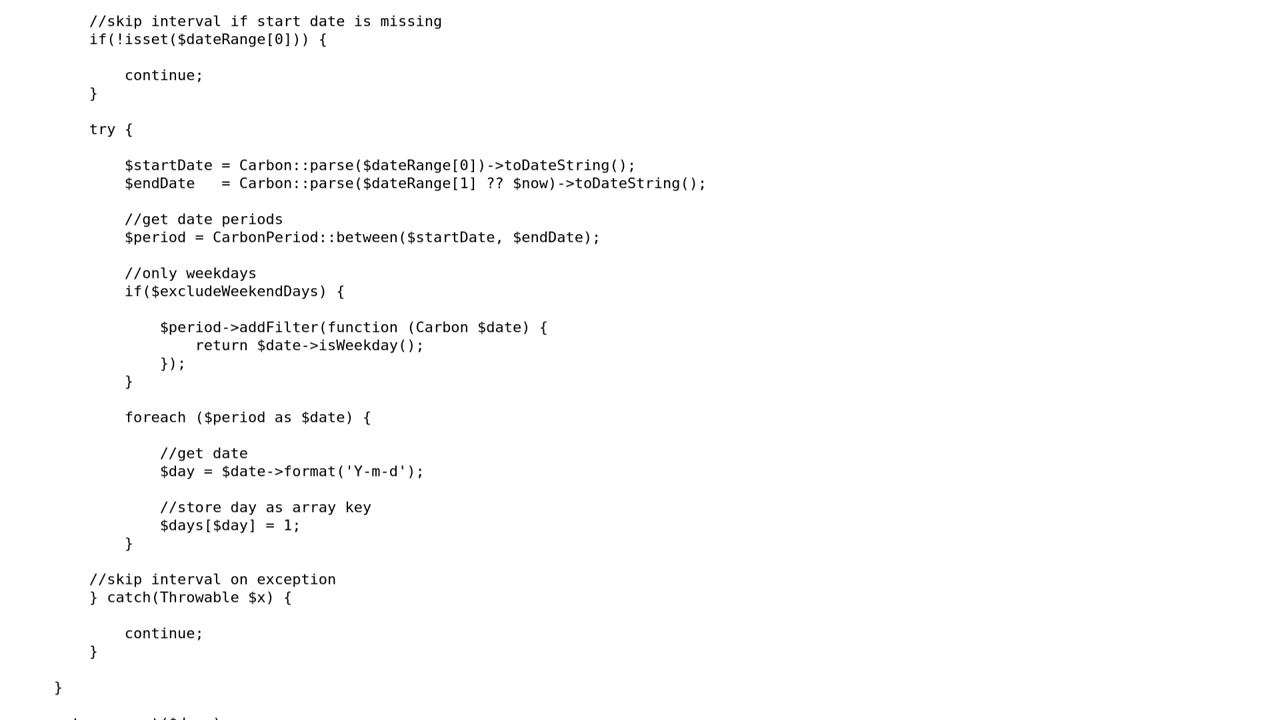 //skip interval if start date is missing
if(!isset($dateRange[0])) {
continue;
}
try {
$startDate = Carbon::parse($dateRange[0])->toDateString();
$endDate   = Carbon::parse($dateRange[1] ?? $now)->toDateString();
//get date periods
$period = CarbonPeriod::between($startDate, $endDate);
//only weekdays
if($excludeWeekendDays) {
$period->addFilter(function (Carbon $date) {
return $date->isWeekday();
});
}
foreach ($period as $date) {
//get date
$day = $date->format('Y-m-d');
//store day as array key
$days[$day] = 1;
}
//skip interval on exception
} catch(Throwable $x) {
continue;
}
}